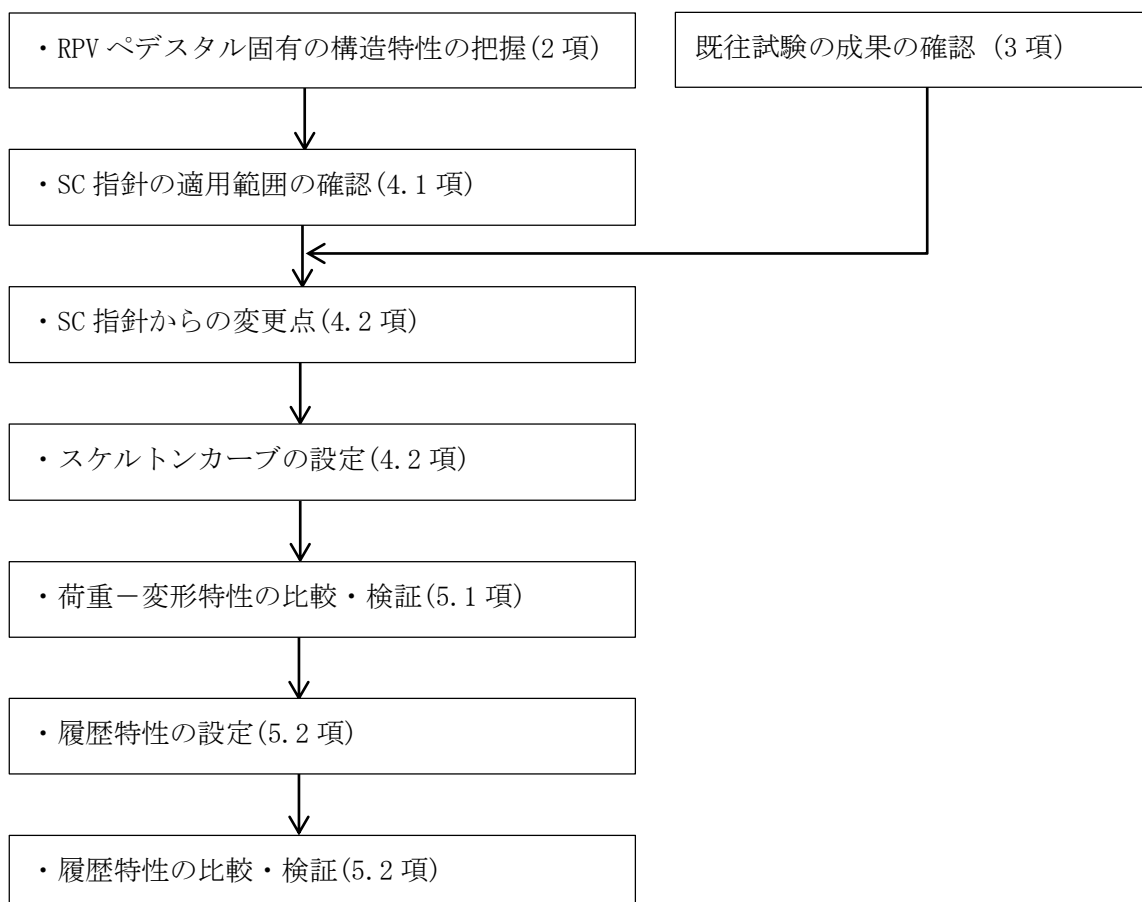 ・RPV ペデスタル固有の構造特性の把握(2 項)
既往試験の成果の確認 (3 項)
・SC 指針の適用範囲の確認(4.1 項)
・SC 指針からの変更点(4.2 項)
・スケルトンカーブの設定(4.2 項)
・荷重－変形特性の比較・検証(5.1 項)
・履歴特性の設定(5.2 項)
・履歴特性の比較・検証(5.2 項)